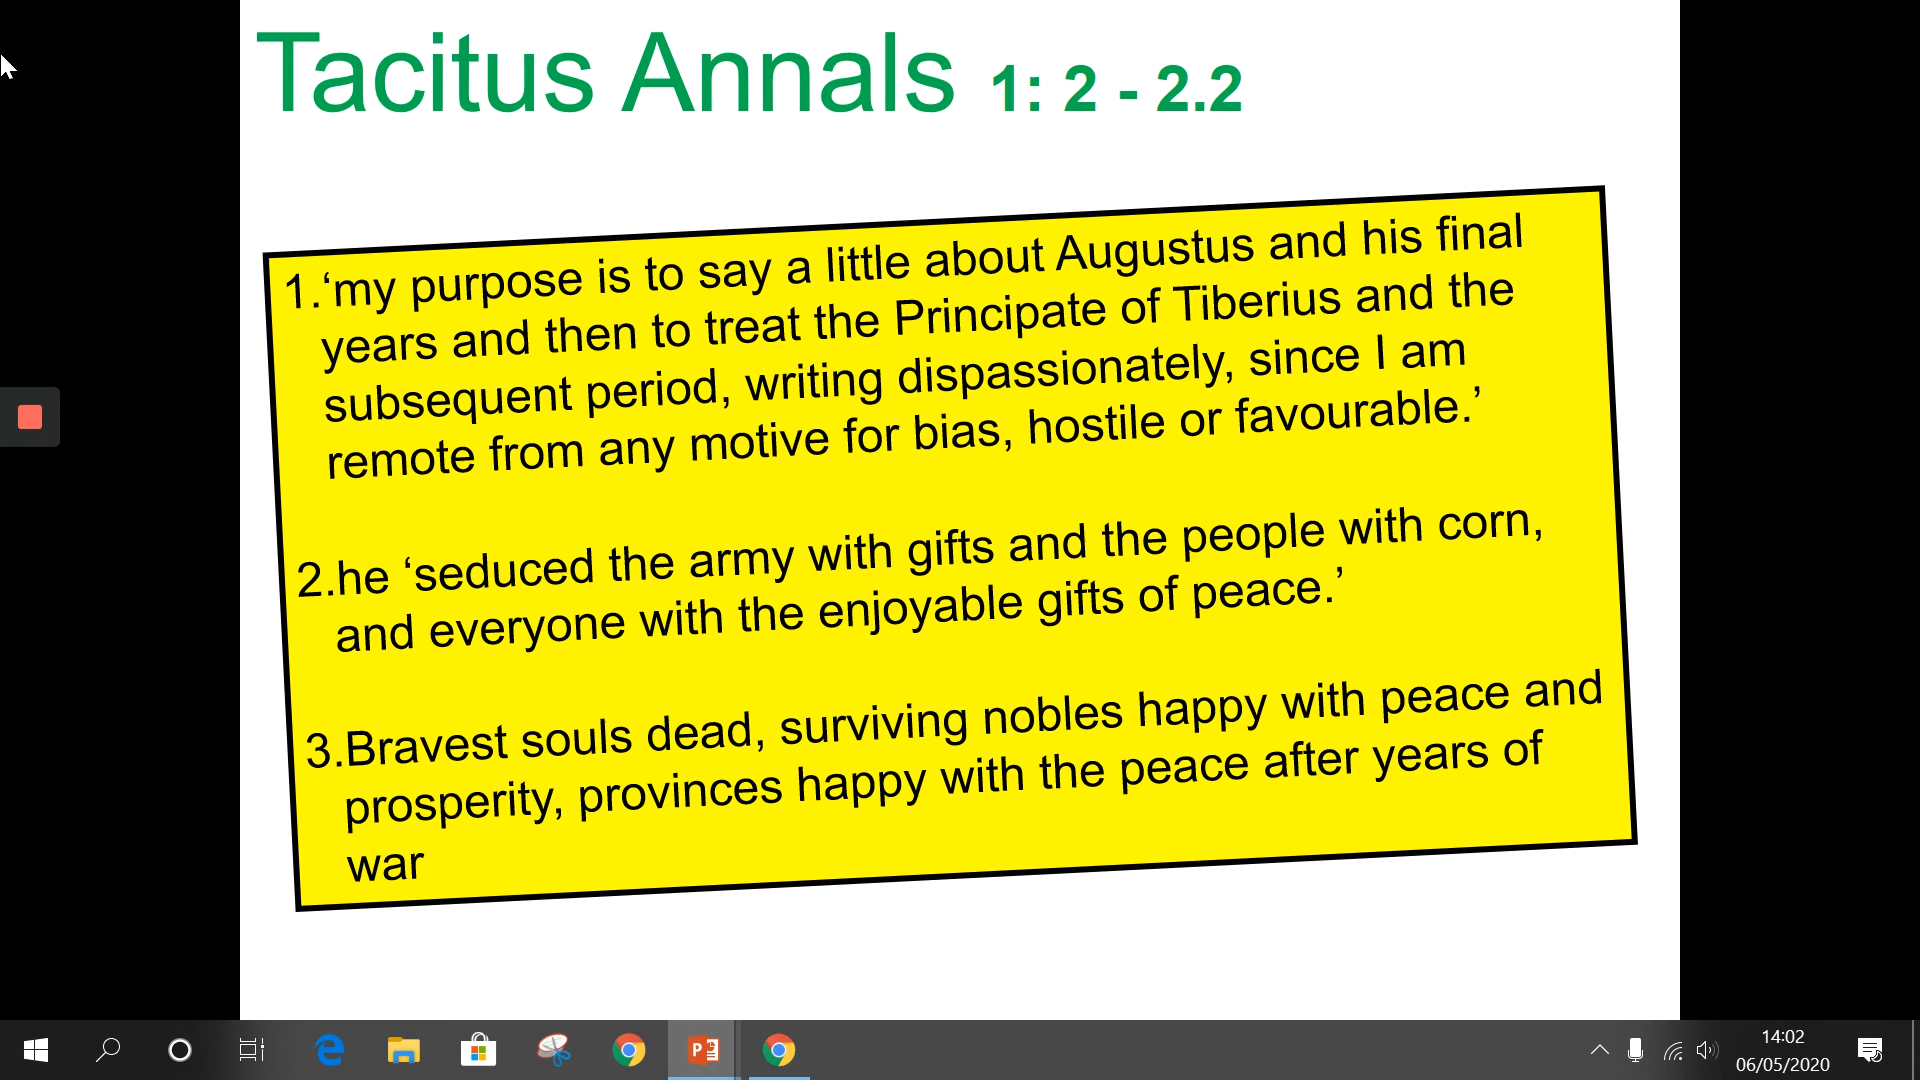 Tacitus Annals 1: 2 - 2.2
1.‘my purpose is to say a little about Augustus and his final
years and then to treat the Principate of Tiberius and the
subsequent period, writing dispassionately, since I am
remote from any motive for bias, hostile or favourable.’
2.he ‘seduced the army with gifts and the people with corn,
and everyone with the enjoyable gifts of peace.’
3.Bravest souls dead, surviving nobles happy with peace and
prosperity, provinces happy with the peace after years of
war
14:02
06/05/2020